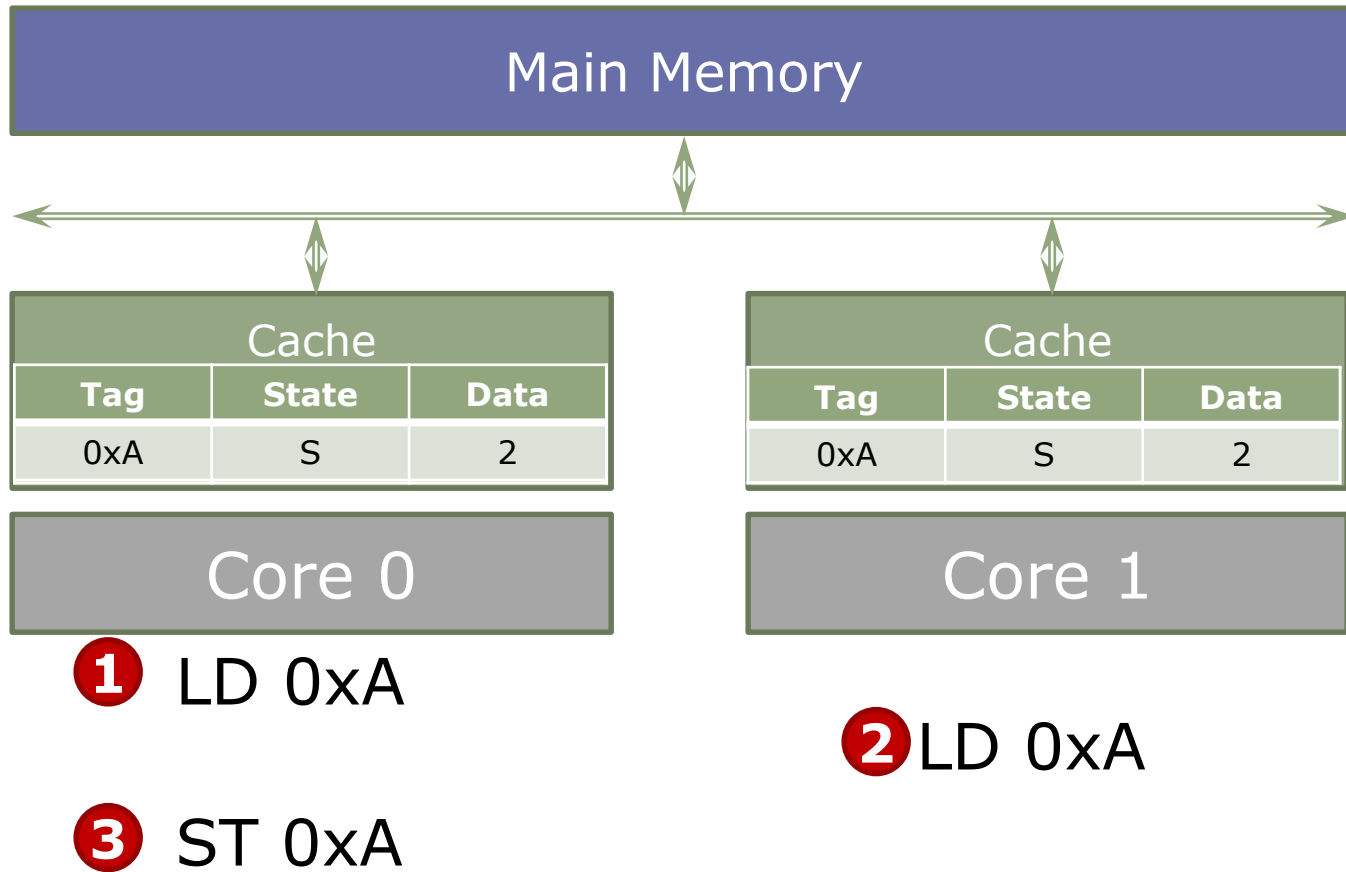 Main Memory
Cache
Tag State Data
0xA S 2
Cache
Tag State Data
0xA S 2
Core 0
Core 1
1 LD 0xA
2 LD 0xA
3 ST 0xA